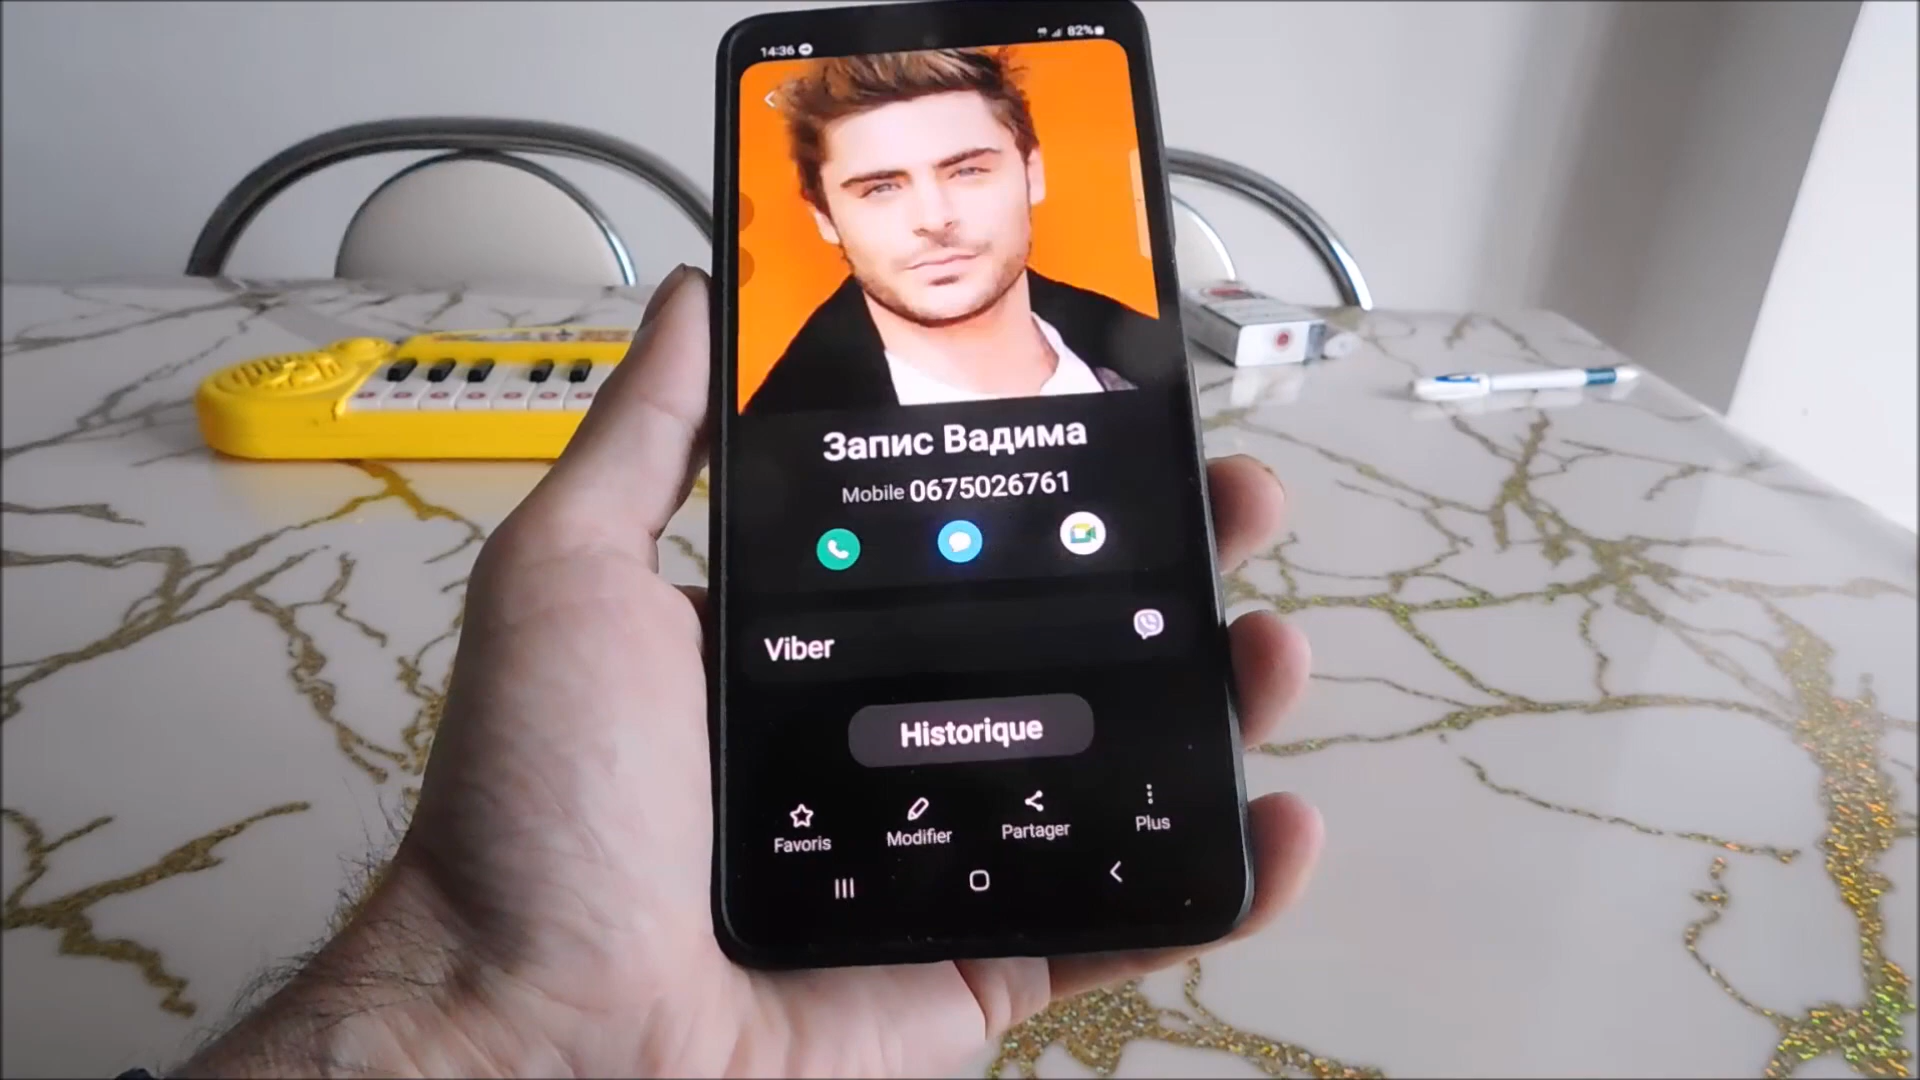 14:36
82%
Запис Вадима
Mobile 0675026761
Viber
Historique
Favoris
Modifier
Partager
Plus